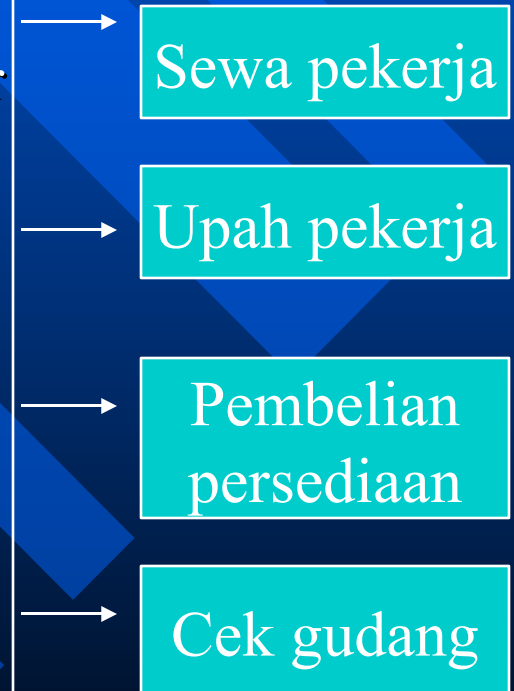 Sewa pekerja
Upah pekerja
Pembelian
persediaan
Cek gudang